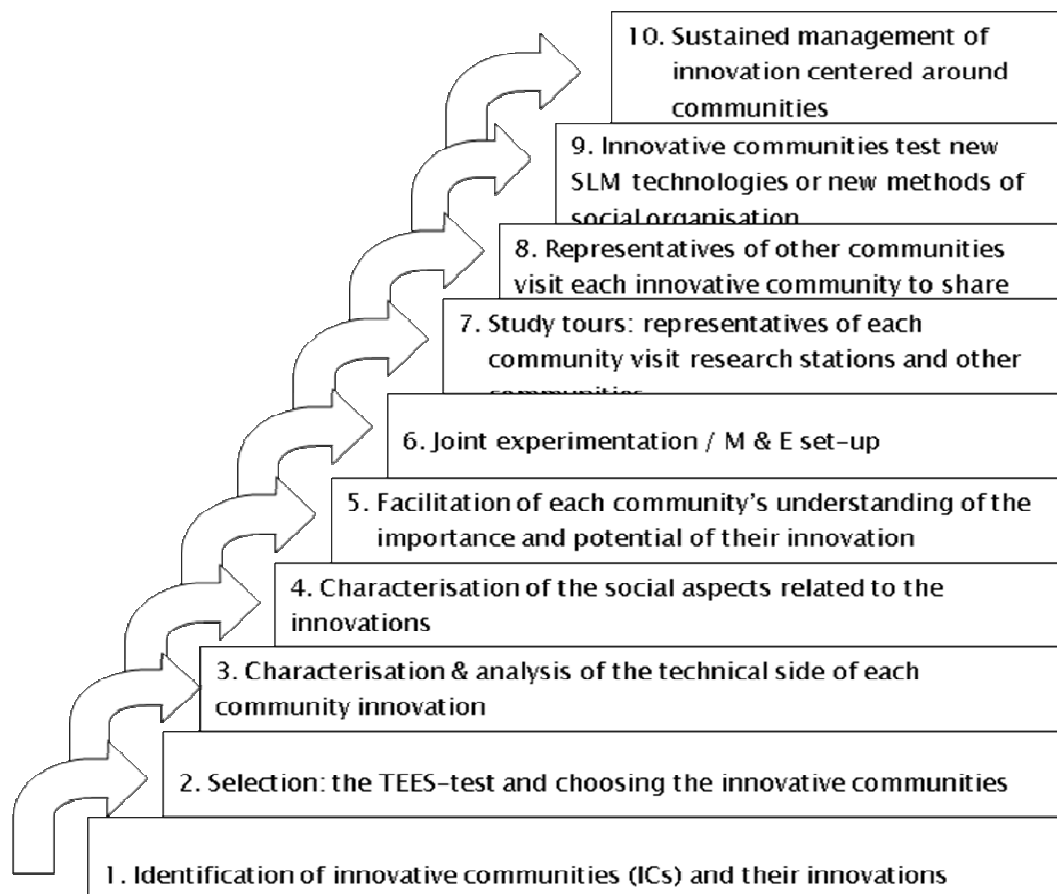 10. Sustained management of
innovation centered around
communities
9. Innovative communities test new
SLM technologies or new methods of
social organisation
8. Representatives of other communities
visit each innovative community to share
7. Study tours: representatives of each
community visit research stations and other
communities
6. Joint experimentation / M & E set-up
5. Facilitation of each community's understanding of the
importance and potential of their innovation
4. Characterisation of the social aspects related to the
innovations
3. Characterisation & analysis of the technical side of each
community innovation
2. Selection: the TEES-test and choosing the innovative communities
1. Identification of innovative communities (ICs) and their innovations